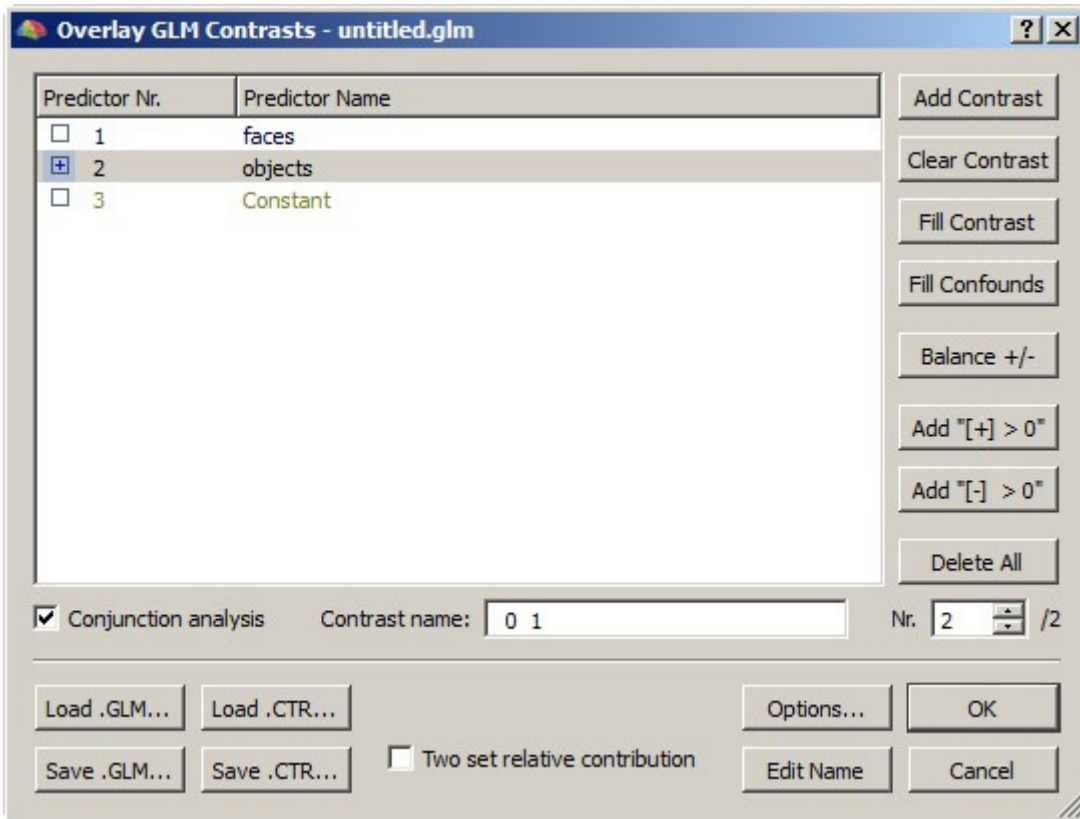 Overlay GLM Contrasts - untitled.glm
Predictor Nr. Predictor Name
1 faces
2 objects
3 Constant
Add Contrast
Clear Contrast
Fill Contrast
Fill Confounds
Balance +/-
Add "[+] > 0"
Add "[-] > 0"
Delete All
Conjunction analysis Contrast name: 0 1 Nr. 2 /2
Load .GLM... Load .CTR... Options... OK
Save .GLM... Save .CTR... Two set relative contribution Edit Name Cancel